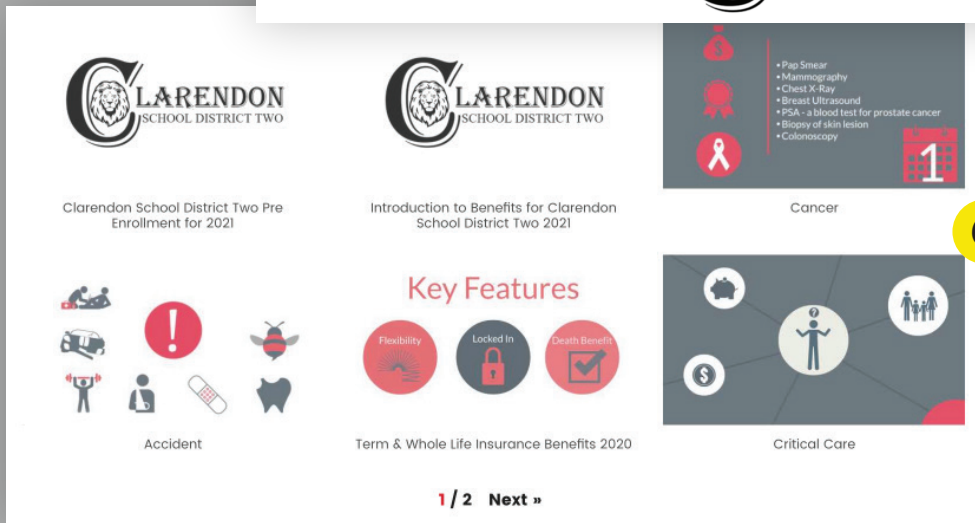 CLARENDON
SCHOOL DISTRICT TWO
Clarendon School District Two Pre
Enrollment for 2021
CLARENDON
SCHOOL DISTRICT TWO
Introduction to Benefits for Clarendon
School District Two 2021
$
• Pap Smear
• Mammography
• Chest X-Ray
• Breast Ultrasound
• PSA - a blood test for prostate cancer
• Biopsy of skin lesion
• Colonoscopy
1
Cancer
!
Accident
Key Features
Flexibility
Locked In
Death Benefit
Term & Whole Life Insurance Benefits 2020
?
$
Critical Care
1 / 2 Next »